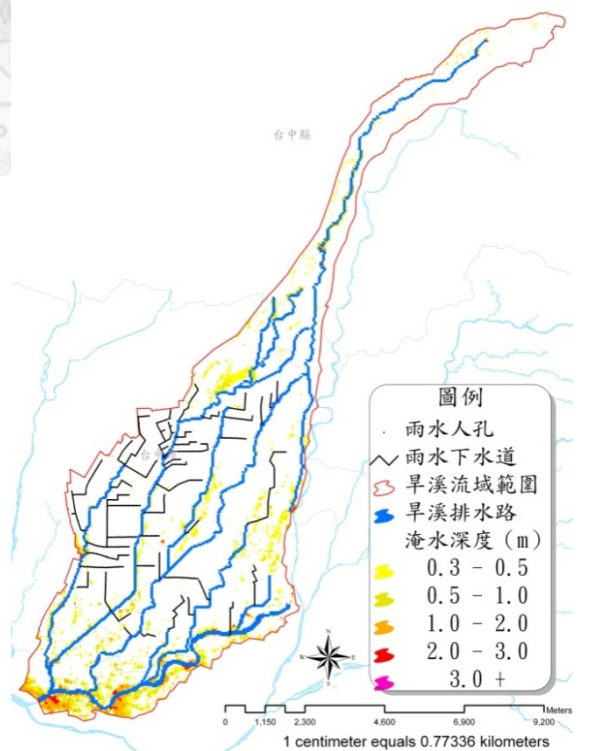 台中縣
台中市
圖例
雨水人孔
雨水下水道
旱溪流域範圍
旱溪排水路
淹水深度（m）
0.3 - 0.5
0.5 - 1.0
1.0 - 2.0
2.0 - 3.0
3.0 +
N
W E
S
Meters
0 1,150 2,300 4,600 6,900 9,200
1 centimeter equals 0.77336 kilometers